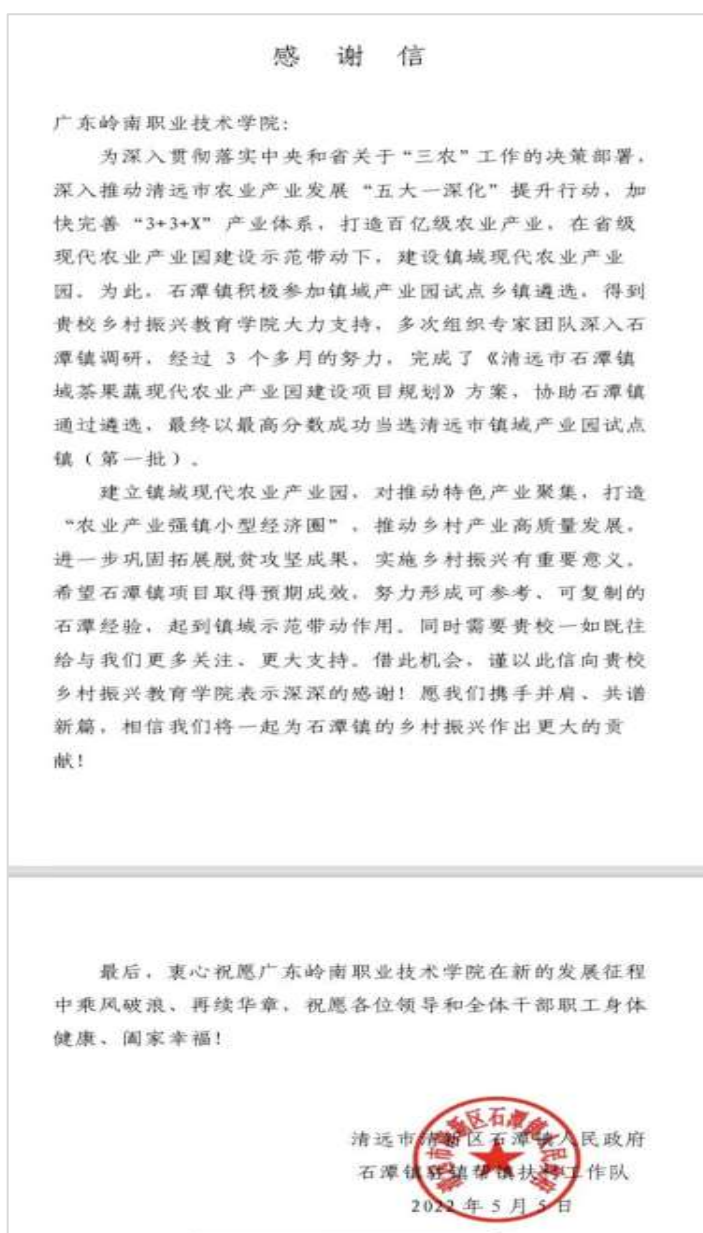 感 谢 信
广东岭南职业技术学院:
为深入贯彻落实中央和省关于“三农”工作的决策部署,
深入推动清远市农业产业发展“五大一深化”提升行动, 加
快完善“3+3+X”产业体系, 打造百亿级农业产业, 在省级
现代农业产业园建设示范带动下, 建设镇域现代农业产业
园。为此, 石潭镇积极参加镇域产业园试点乡镇遴选, 得到
贵校乡村振兴教育学院大力支持, 多次组织专家团队深入石
潭镇调研, 经过 3 个多月的努力, 完成了《清远市石潭镇
域茶果蔬现代农业产业园建设项目规划》方案, 协助石潭镇
通过遴选, 最终以最高分数成功当选清远市镇域产业园试点
镇(第一批)。
建立镇域现代农业产业园, 对推动特色产业聚集, 打造
“农业产业强镇小型经济圈”, 推动乡村产业高质量发展,
进一步巩固拓展脱贫攻坚成果, 实施乡村振兴有重要意义。
希望石潭镇项目取得预期成效, 努力形成可参考、可复制的
石潭经验, 起到镇域示范带动作用。同时需要贵校一如既往
给与我们更多关注、更大支持。借此机会, 谨以此信向贵校
乡村振兴教育学院表示深深的感谢! 愿我们携手并肩、共谱
新篇, 相信我们将一起为石潭镇的乡村振兴作出更大的贡
献!
最后, 衷心祝愿广东岭南职业技术学院在新的发展征程
中乘风破浪、再续华章, 祝愿各位领导和全体干部职工身体
健康、阖家幸福!
清远市清新区石潭镇人民政府
石潭镇驻镇帮镇扶村工作队
2022 年 5 月 5 日